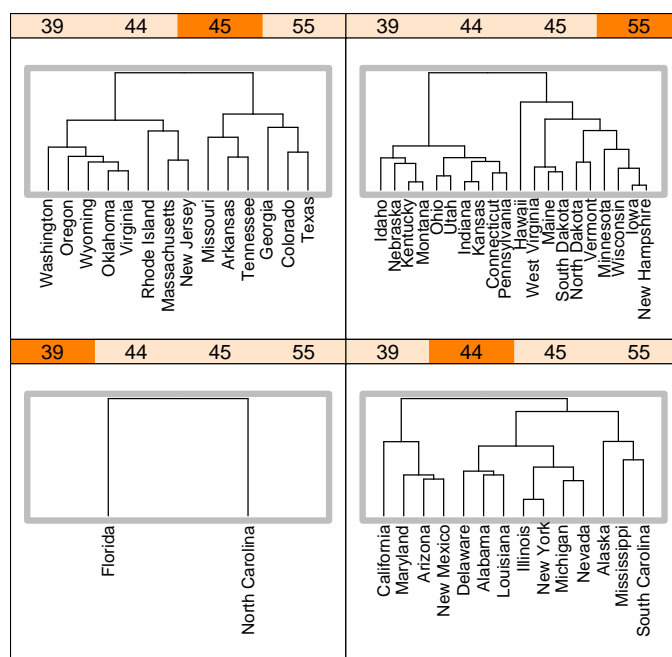 39 44 45 55
39 44 45 55
Washington
Oregon
Wyoming
Oklahoma
Virginia
Rhode Island
Massachusetts
New Jersey
Missouri
Arkansas
Tennessee
Georgia
Colorado
Texas
Idaho
Nebraska
Kentucky
Montana
Ohio
Utah
Indiana
Kansas
Connecticut
Pennsylvania
Hawaii
West Virginia
Maine
South Dakota
North Dakota
Vermont
Minnesota
Wisconsin
Iowa
New Hampshire
39 44 45 55
39 44 45 55
Florida
North Carolina
California
Maryland
Arizona
New Mexico
Delaware
Alabama
Louisiana
Illinois
New York
Michigan
Nevada
Alaska
Mississippi
South Carolina